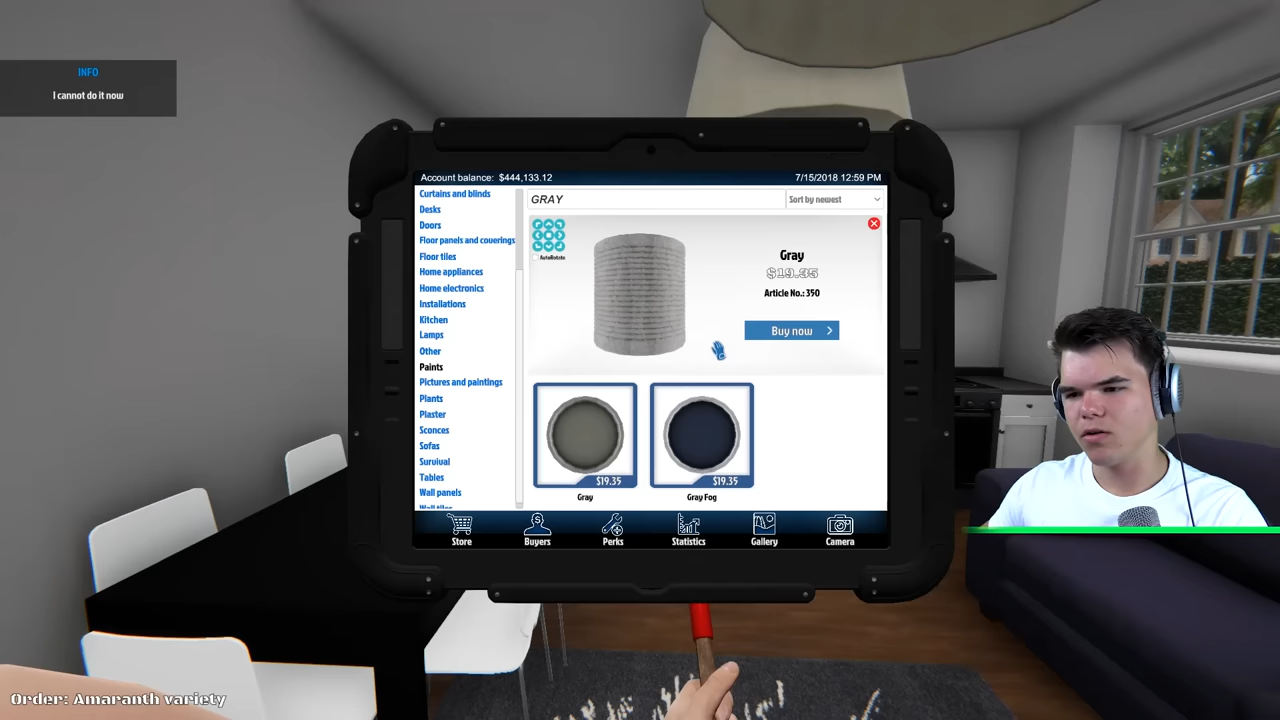 INFO
I cannot do it now
Account balance: $444,133.12
7/15/2018 12:59 PM
Curtains and blinds
Desks
Doors
Floor panels and coverings
Floor tiles
Home appliances
Home electronics
Installations
Kitchen
Lamps
Other
Paints
Pictures and paintings
Plants
Plaster
Sconces
Sofas
Survival
Tables
Wall panels
GRAY
Sort by newest
AutoRotate
Gray
$19.35
Article No.: 350
Buy now
$19.35
Gray
$19.35
Gray Fog
Store
Buyers
Perks
Statistics
Gallery
Camera
Order: Amaranth variety